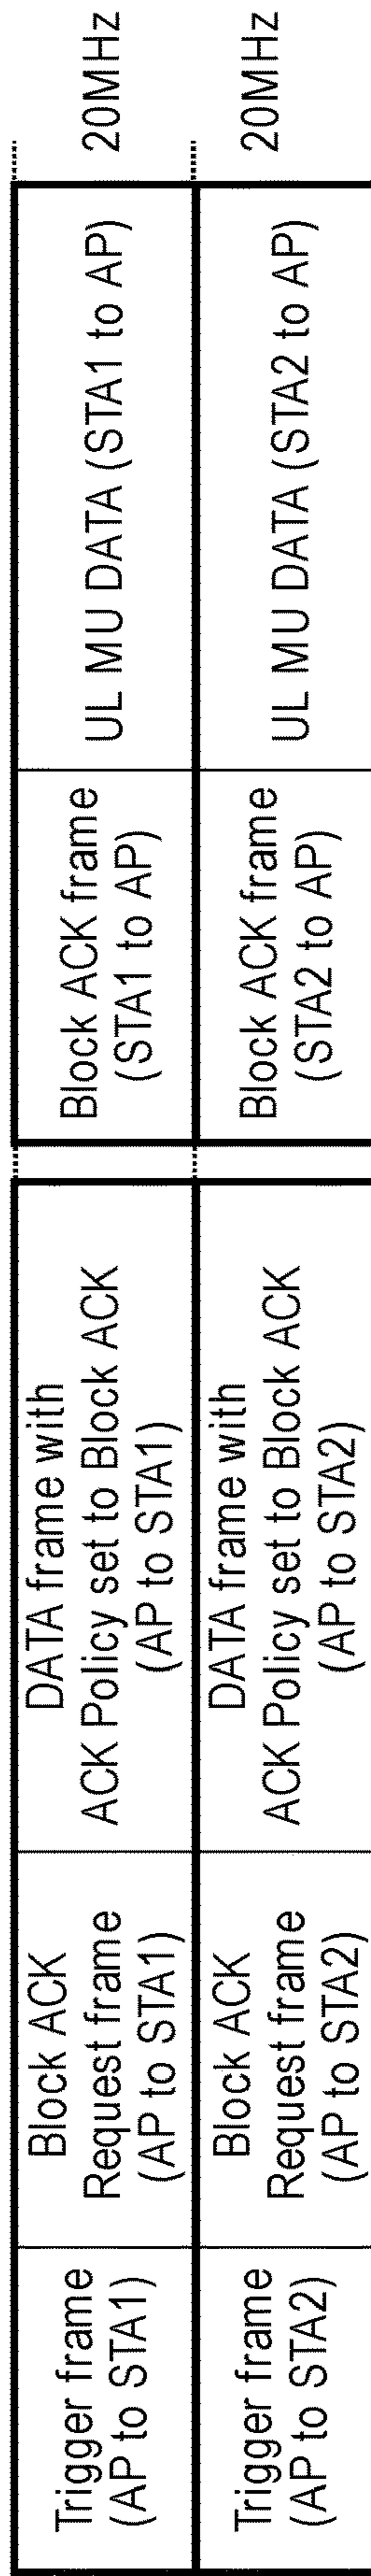 Trigger frame
(AP to STA1)
Block ACK
Request frame
(AP to STA1)
DATA frame with
ACK Policy set to Block ACK
(AP to STA1)
Block ACK frame
(STA1 to AP)
UL MU DATA (STA1 to AP)
20MHz
Trigger frame
(AP to STA2)
Block ACK
Request frame
(AP to STA2)
DATA frame with
ACK Policy set to Block ACK
(AP to STA2)
Block ACK frame
(STA2 to AP)
UL MU DATA (STA2 to AP)
20MHz